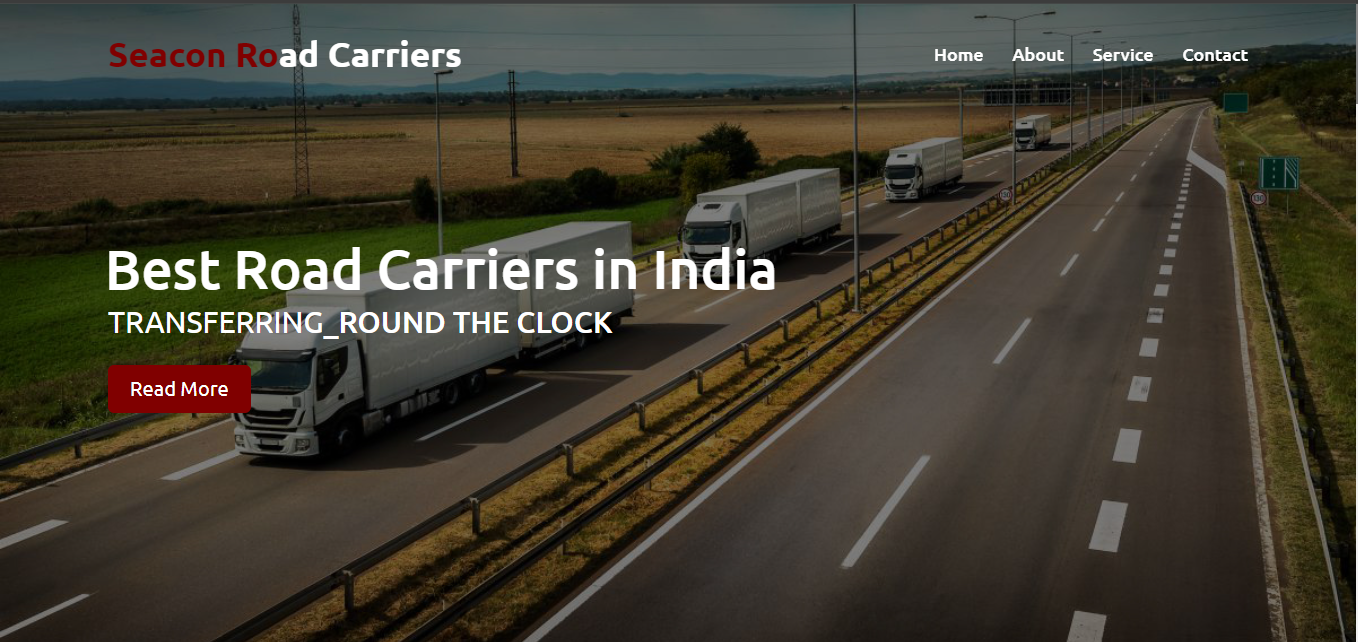 Seacon Road Carriers
Home About Service Contact
Best Road Carriers in India
TRANSFERRING_ROUND THE CLOCK
Read More